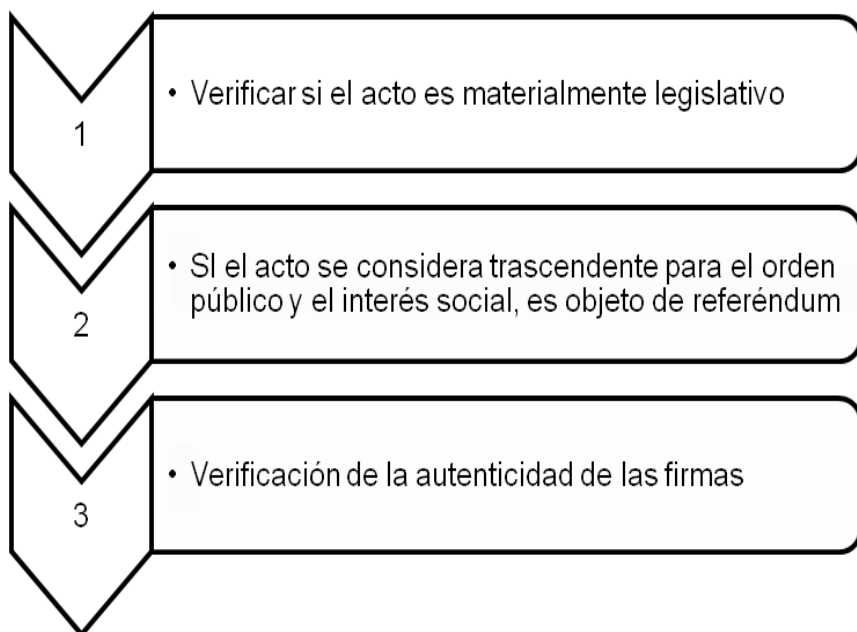 1
• Verificar si el acto es materialmente legislativo
2
• SI el acto se considera trascendente para el orden
público y el interés social, es objeto de referéndum
3
• Verificación de la autenticidad de las firmas